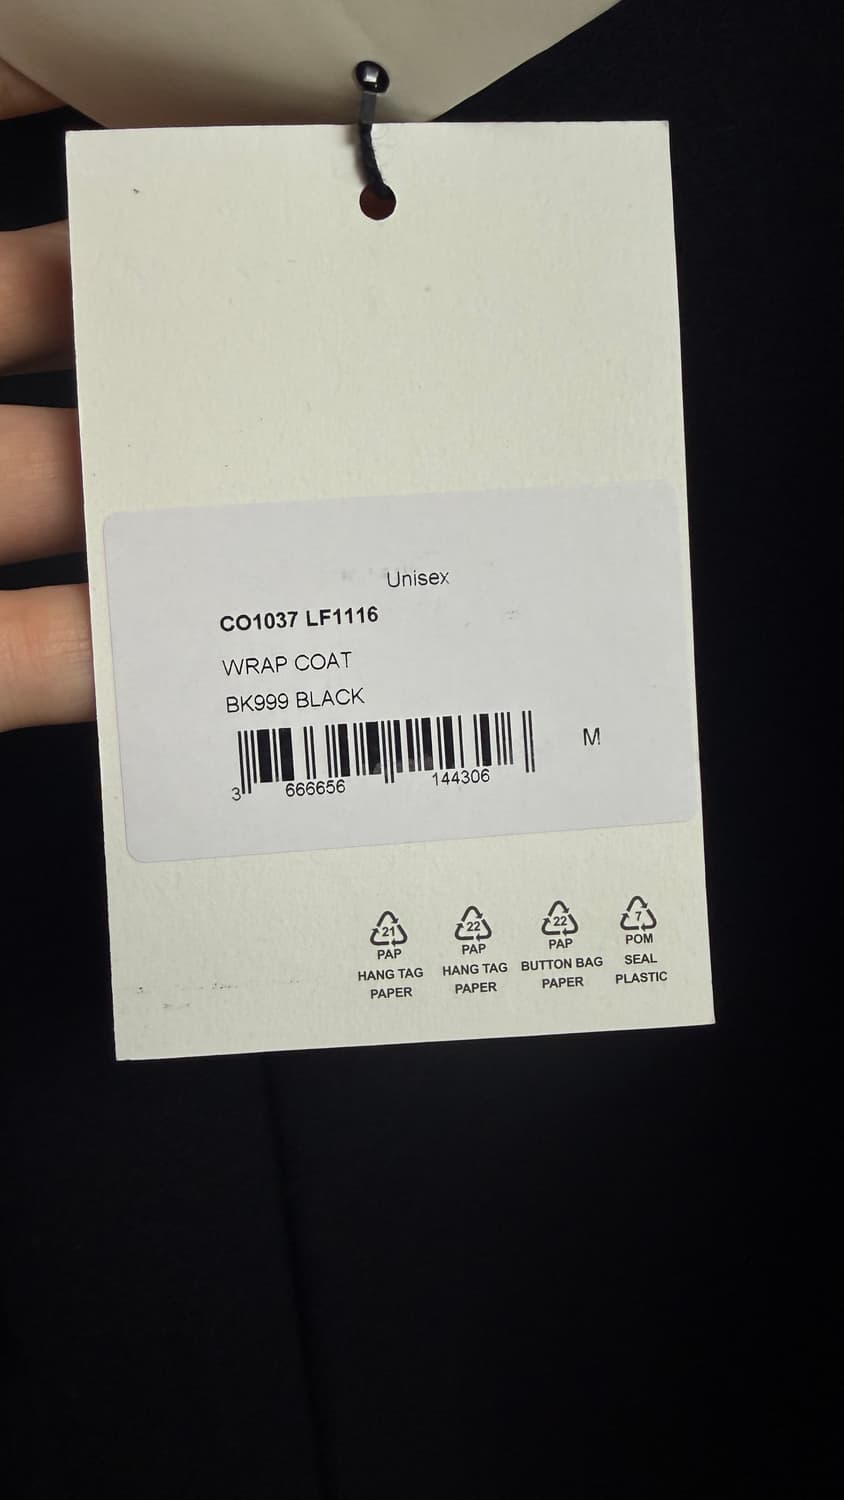 Unisex
CO1037 LF1116
WRAP COAT
BK999 BLACK
M
3 666656 144306
21 22 22 7
PAP PAP PAP POM
HANG TAG HANG TAG BUTTON BAG SEAL
PAPER PAPER PAPER PLASTIC